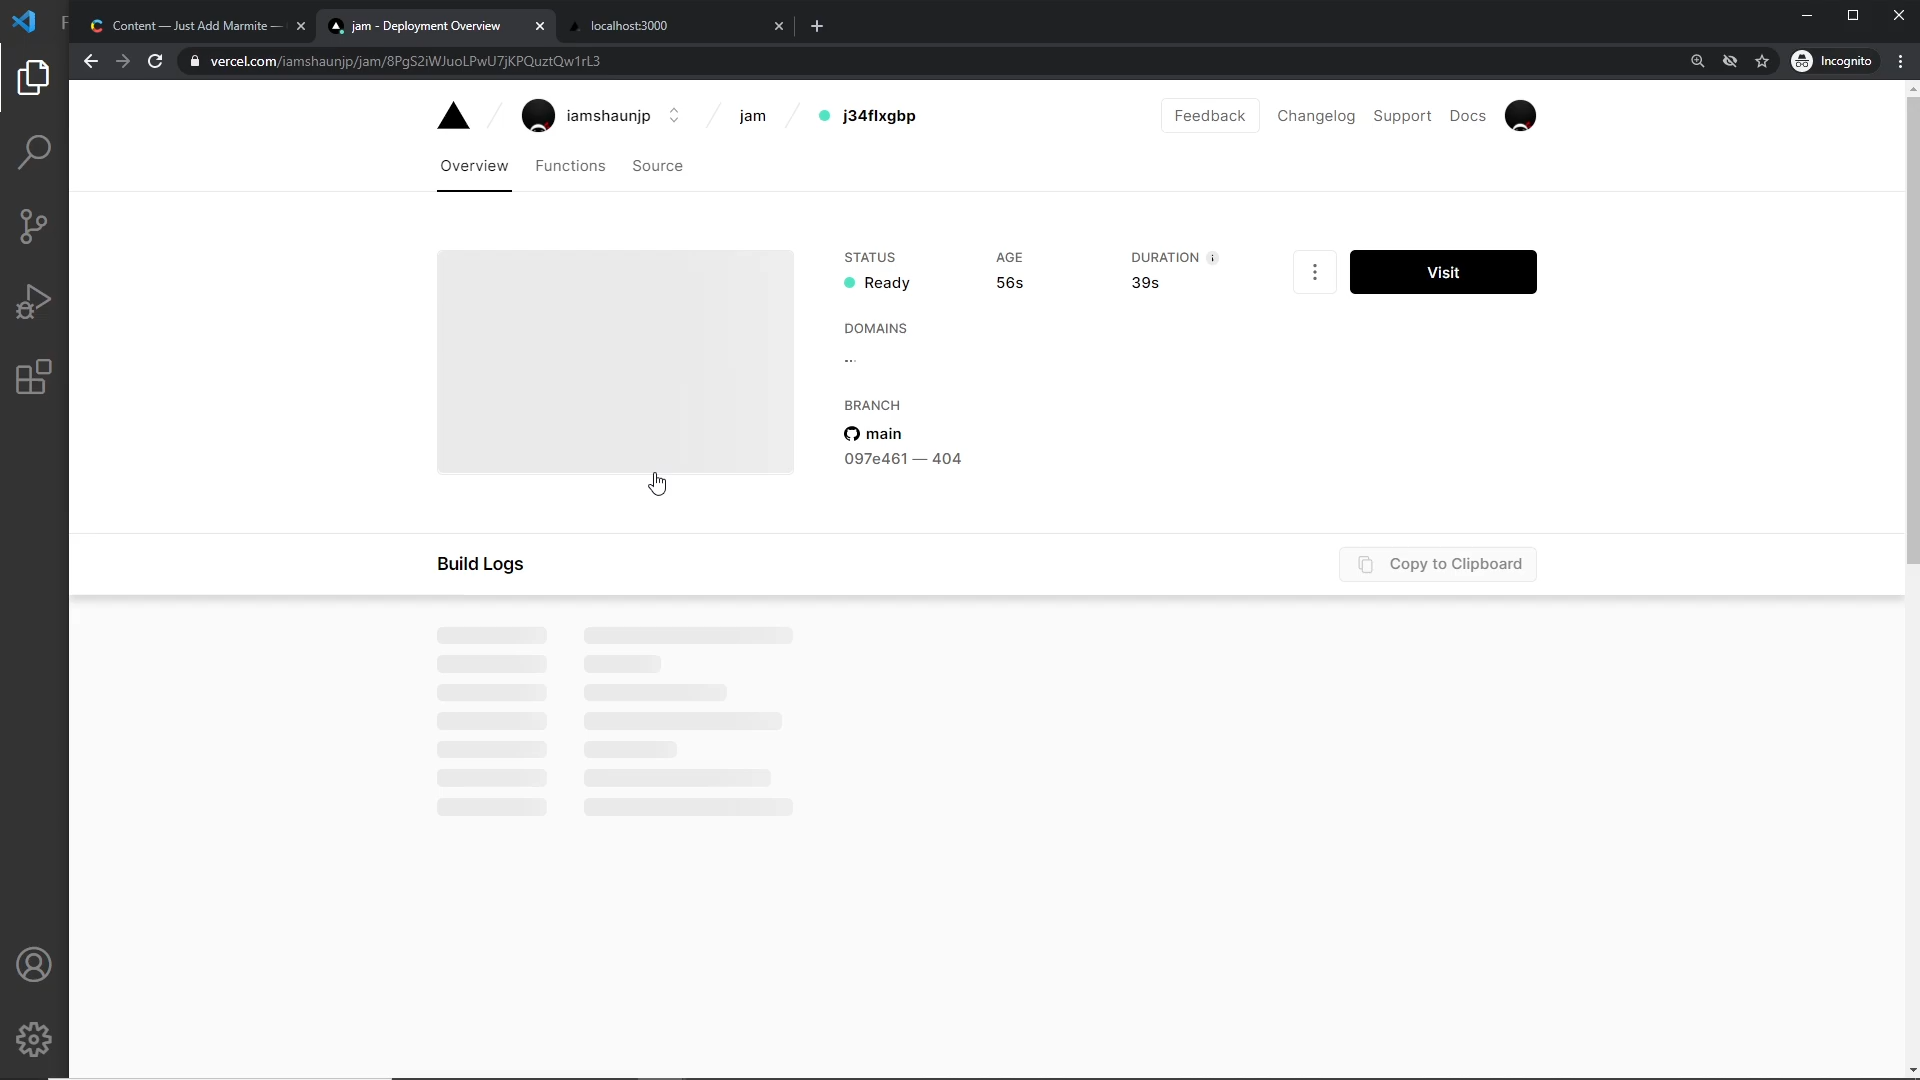 F
Content — Just Add Marmite —
jam - Deployment Overview
localhost:3000
vercel.com/iamshaunjp/jam/8PgS2iWJuoLPwU7jKPQuztQw1rL3
Incognito
iamshaunjp
jam
j34flxgbp
Feedback
Changelog
Support
Docs
Overview
Functions
Source
STATUS
AGE
DURATION
Ready
56s
39s
Visit
DOMAINS
...
BRANCH
main
097e461 — 404
Build Logs
Copy to Clipboard